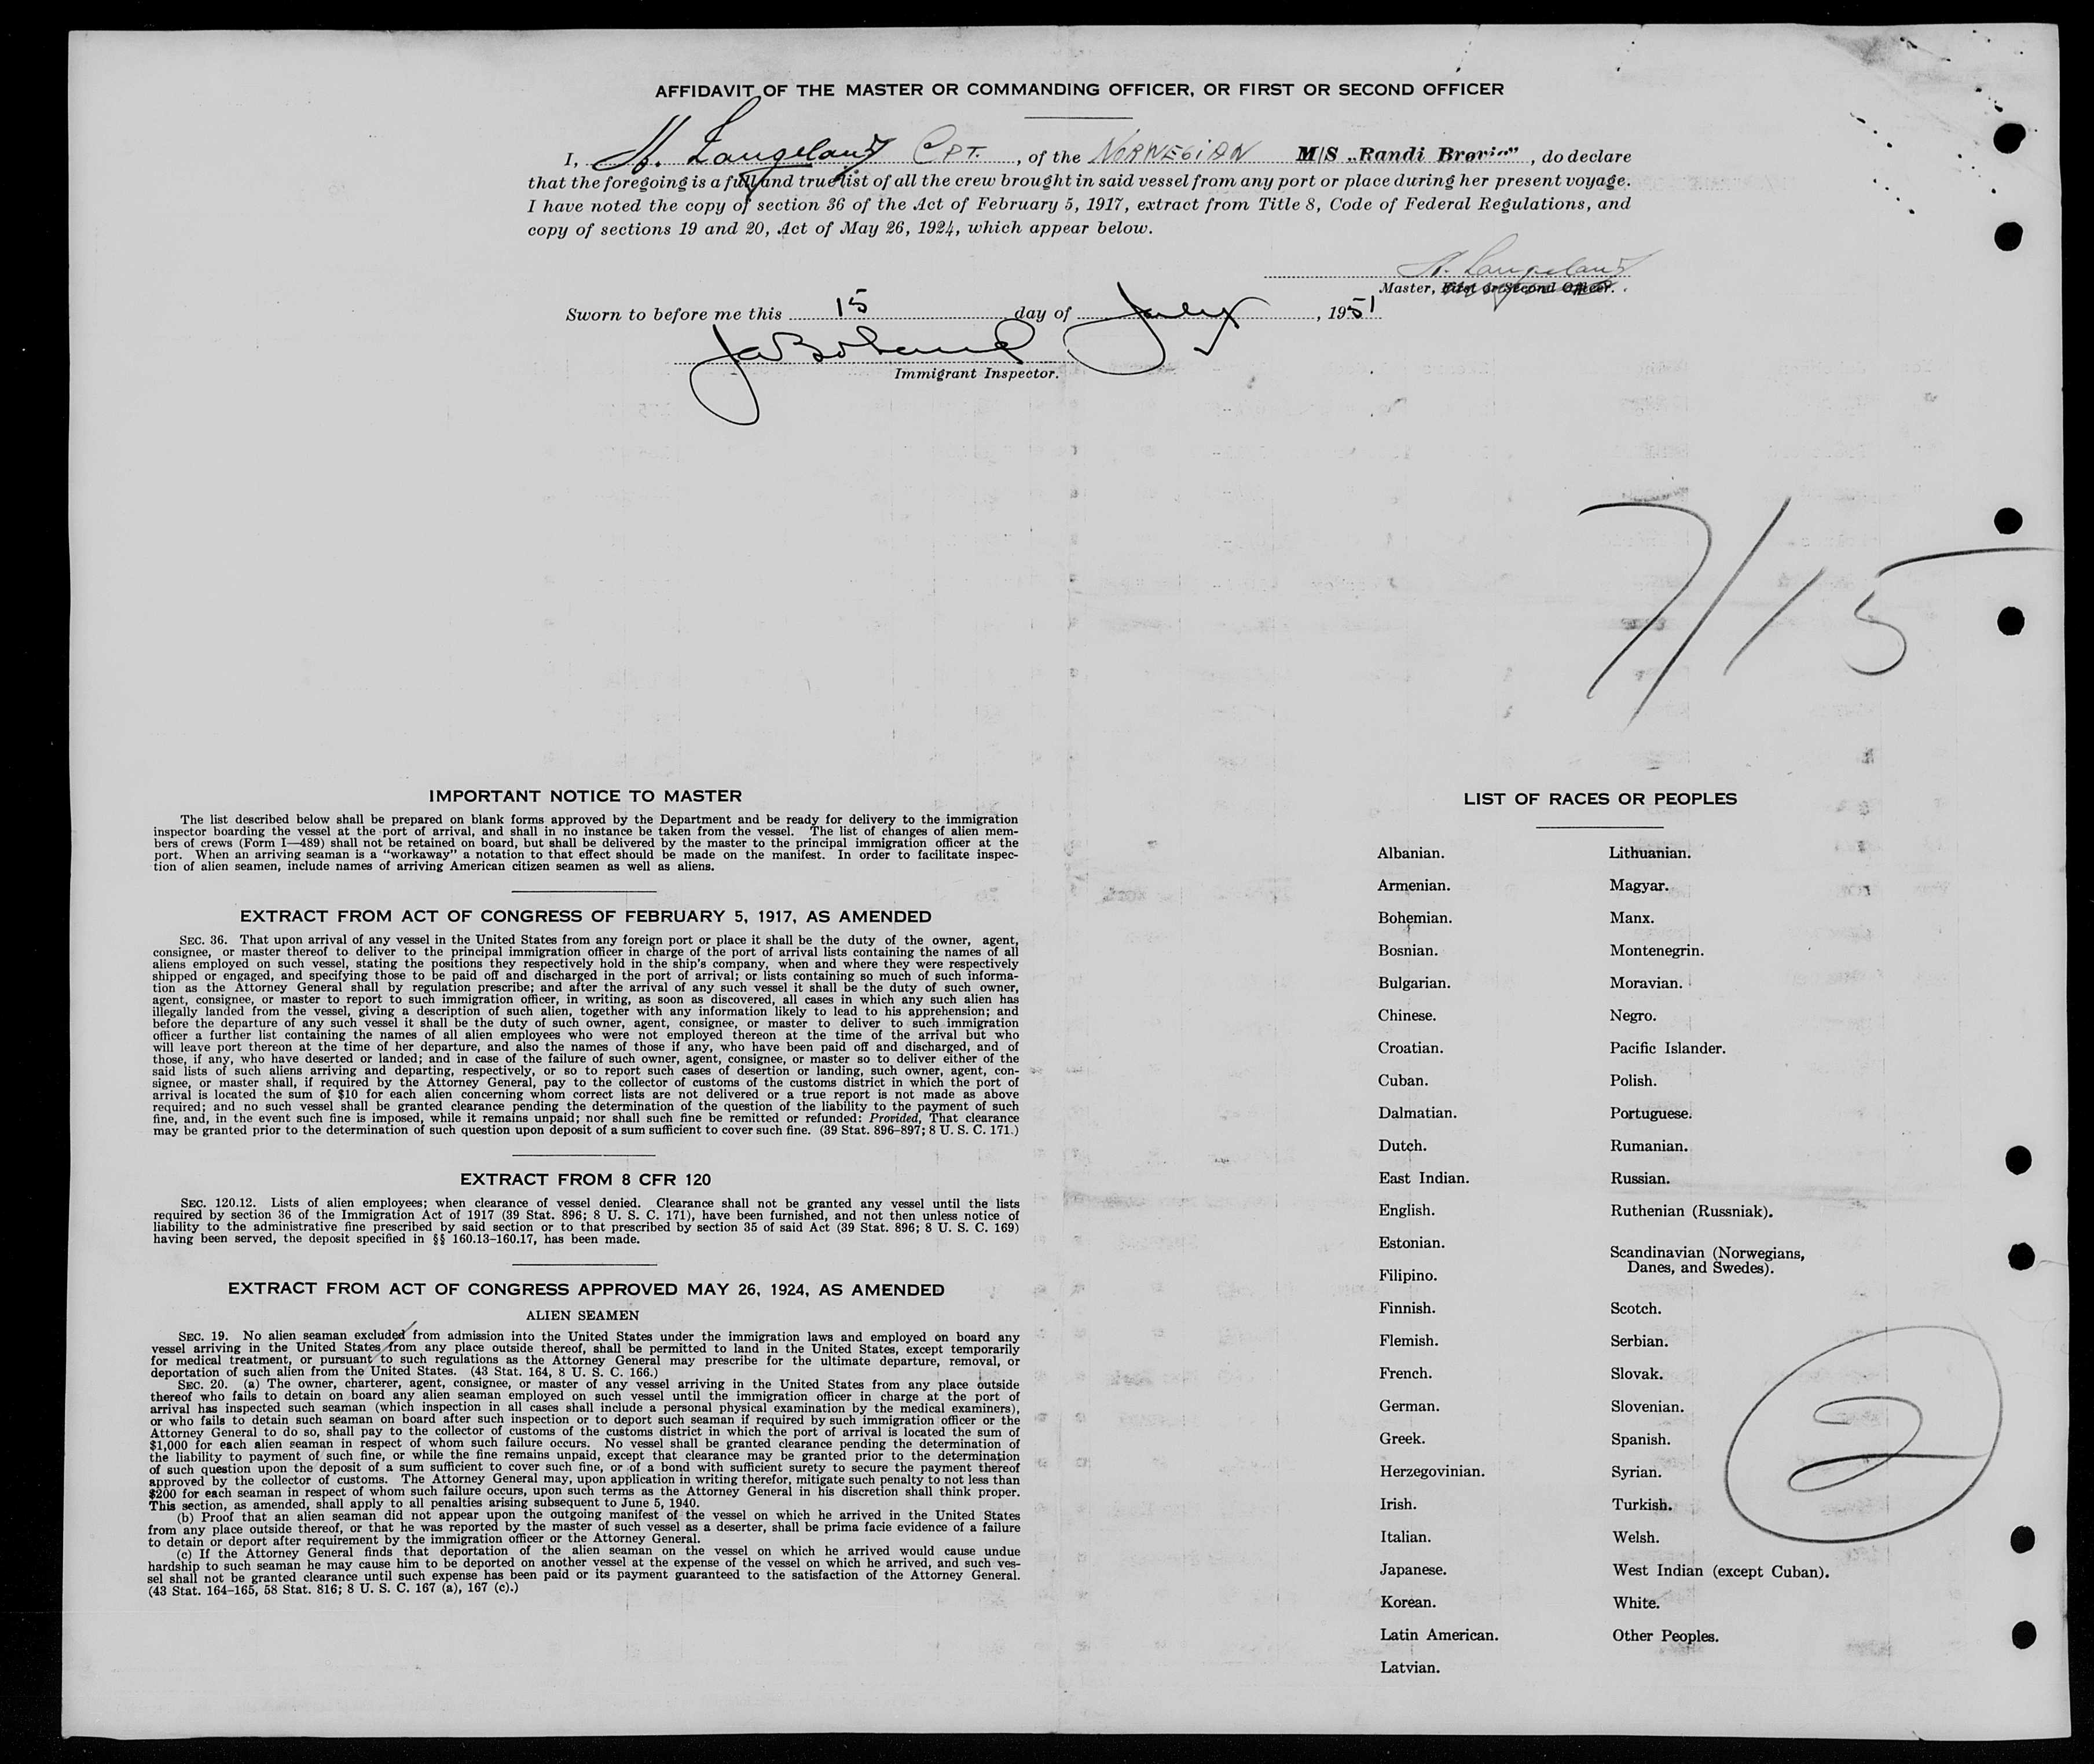 AFFIDAVIT OF THE MASTER OR COMMANDING OFFICER, OR FIRST OR SECOND OFFICER
I, Langeland CPT. , of the NORWEGIAN M/S „Randi Brøvig” , do declare
that the foregoing is a full and true list of all the crew brought in said vessel from any port or place during her present voyage.
I have noted the copy of section 36 of the Act of February 5, 1917, extract from Title 8, Code of Federal Regulations, and
copy of sections 19 and 20, Act of May 26, 1924, which appear below.
Langeland
Master, First or Second Officer.
Sworn to before me this 15 day of July , 1951
Immigrant Inspector.
7/15
IMPORTANT NOTICE TO MASTER
The list described below shall be prepared on blank forms approved by the Department and be ready for delivery to the immigration
inspector boarding the vessel at the port of arrival, and shall in no instance be taken from the vessel. The list of changes of alien mem-
bers of crews (Form I—489) shall not be retained on board, but shall be delivered by the master to the principal immigration officer at the
port. When an arriving seaman is a “workaway” a notation to that effect should be made on the manifest. In order to facilitate inspec-
tion of alien seamen, include names of arriving American citizen seamen as well as aliens.
EXTRACT FROM ACT OF CONGRESS OF FEBRUARY 5, 1917, AS AMENDED
SEC. 36. That upon arrival of any vessel in the United States from any foreign port or place it shall be the duty of the owner, agent,
consignee, or master thereof to deliver to the principal immigration officer in charge of the port of arrival lists containing the names of all
aliens employed on such vessel, stating the positions they respectively hold in the ship's company, when and where they were respectively
shipped or engaged, and specifying those to be paid off and discharged in the port of arrival; or lists containing so much of such informa-
tion as the Attorney General shall by regulation prescribe; and after the arrival of any such vessel it shall be the duty of such owner,
agent, consignee, or master to report to such immigration officer, in writing, as soon as discovered, all cases in which any such alien has
illegally landed from the vessel, giving a description of such alien, together with any information likely to lead to his apprehension; and
before the departure of any such vessel it shall be the duty of such owner, agent, consignee, or master to deliver to such immigration
officer a further list containing the names of all alien employees who were not employed thereon at the time of the arrival but who
will leave port thereon at the time of her departure, and also the names of those if any, who have been paid off and discharged, and of
those, if any, who have deserted or landed; and in case of the failure of such owner, agent, consignee, or master so to deliver either of the
said lists of such aliens arriving and departing, respectively, or so to report such cases of desertion or landing, such owner, agent, con-
signee, or master shall, if required by the Attorney General, pay to the collector of customs of the customs district in which the port of
arrival is located the sum of $10 for each alien concerning whom correct lists are not delivered or a true report is not made as above
required; and no such vessel shall be granted clearance pending the determination of the question of the liability to the payment of such
fine, and, in the event such fine is imposed, while it remains unpaid; nor shall such fine be remitted or refunded: Provided, That clearance
may be granted prior to the determination of such question upon deposit of a sum sufficient to cover such fine. (39 Stat. 896–897; 8 U. S. C. 171.)
EXTRACT FROM 8 CFR 120
SEC. 120.12. Lists of alien employees; when clearance of vessel denied. Clearance shall not be granted any vessel until the lists
required by section 36 of the Immigration Act of 1917 (39 Stat. 896; 8 U. S. C. 171), have been furnished, and not then unless notice of
liability to the administrative fine prescribed by said section or to that prescribed by section 35 of said Act (39 Stat. 896; 8 U. S. C. 169)
having been served, the deposit specified in §§ 160.13–160.17, has been made.
EXTRACT FROM ACT OF CONGRESS APPROVED MAY 26, 1924, AS AMENDED
ALIEN SEAMEN
SEC. 19. No alien seaman excluded from admission into the United States under the immigration laws and employed on board any
vessel arriving in the United States from any place outside thereof, shall be permitted to land in the United States, except temporarily
for medical treatment, or pursuant to such regulations as the Attorney General may prescribe for the ultimate departure, removal, or
deportation of such alien from the United States. (43 Stat. 164, 8 U. S. C. 166.)
SEC. 20. (a) The owner, charterer, agent, consignee, or master of any vessel arriving in the United States from any place outside
thereof who fails to detain on board any alien seaman employed on such vessel until the immigration officer in charge at the port of
arrival has inspected such seaman (which inspection in all cases shall include a personal physical examination by the medical examiners),
or who fails to detain such seaman on board after such inspection or to deport such seaman if required by such immigration officer or the
Attorney General to do so, shall pay to the collector of customs of the customs district in which the port of arrival is located the sum of
$1,000 for each alien seaman in respect of whom such failure occurs. No vessel shall be granted clearance pending the determination of
the liability to payment of such fine, or while the fine remains unpaid, except that clearance may be granted prior to the determination
of such question upon the deposit of a sum sufficient to cover such fine, or of a bond with sufficient surety to secure the payment thereof
approved by the collector of customs. The Attorney General may, upon application in writing therefor, mitigate such penalty to not less than
$200 for each seaman in respect of whom such failure occurs, upon such terms as the Attorney General in his discretion shall think proper.
This section, as amended, shall apply to all penalties arising subsequent to June 5, 1940.
(b) Proof that an alien seaman did not appear upon the outgoing manifest of the vessel on which he arrived in the United States
from any place outside thereof, or that he was reported by the master of such vessel as a deserter, shall be prima facie evidence of a failure
to detain or deport after requirement by the immigration officer or the Attorney General.
(c) If the Attorney General finds that deportation of the alien seaman on the vessel on which he arrived would cause undue
hardship to such seaman he may cause him to be deported on another vessel at the expense of the vessel on which he arrived, and such ves-
sel shall not be granted clearance until such expense has been paid or its payment guaranteed to the satisfaction of the Attorney General.
(43 Stat. 164–165, 58 Stat. 816; 8 U. S. C. 167 (a), 167 (c).)
LIST OF RACES OR PEOPLES
Albanian.
Armenian.
Bohemian.
Bosnian.
Bulgarian.
Chinese.
Croatian.
Cuban.
Dalmatian.
Dutch.
East Indian.
English.
Estonian.
Filipino.
Finnish.
Flemish.
French.
German.
Greek.
Herzegovinian.
Irish.
Italian.
Japanese.
Korean.
Latin American.
Latvian.
Lithuanian.
Magyar.
Manx.
Montenegrin.
Moravian.
Negro.
Pacific Islander.
Polish.
Portuguese.
Rumanian.
Russian.
Ruthenian (Russniak).
Scandinavian (Norwegians,
Danes, and Swedes).
Scotch.
Serbian.
Slovak.
Slovenian.
Spanish.
Syrian.
Turkish.
Welsh.
West Indian (except Cuban).
White.
Other Peoples.
2